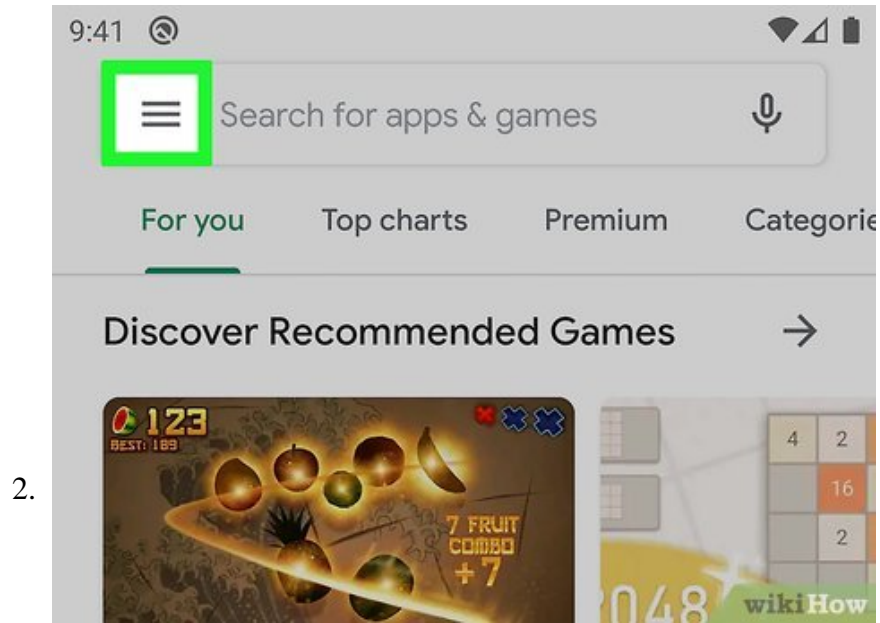 9:41
Search for apps & games
For you Top charts Premium Categorie
Discover Recommended Games
123
BEST: 189
4 2
2.
16
7 FRUIT
COMBO
+7
2
2048
wikiHow